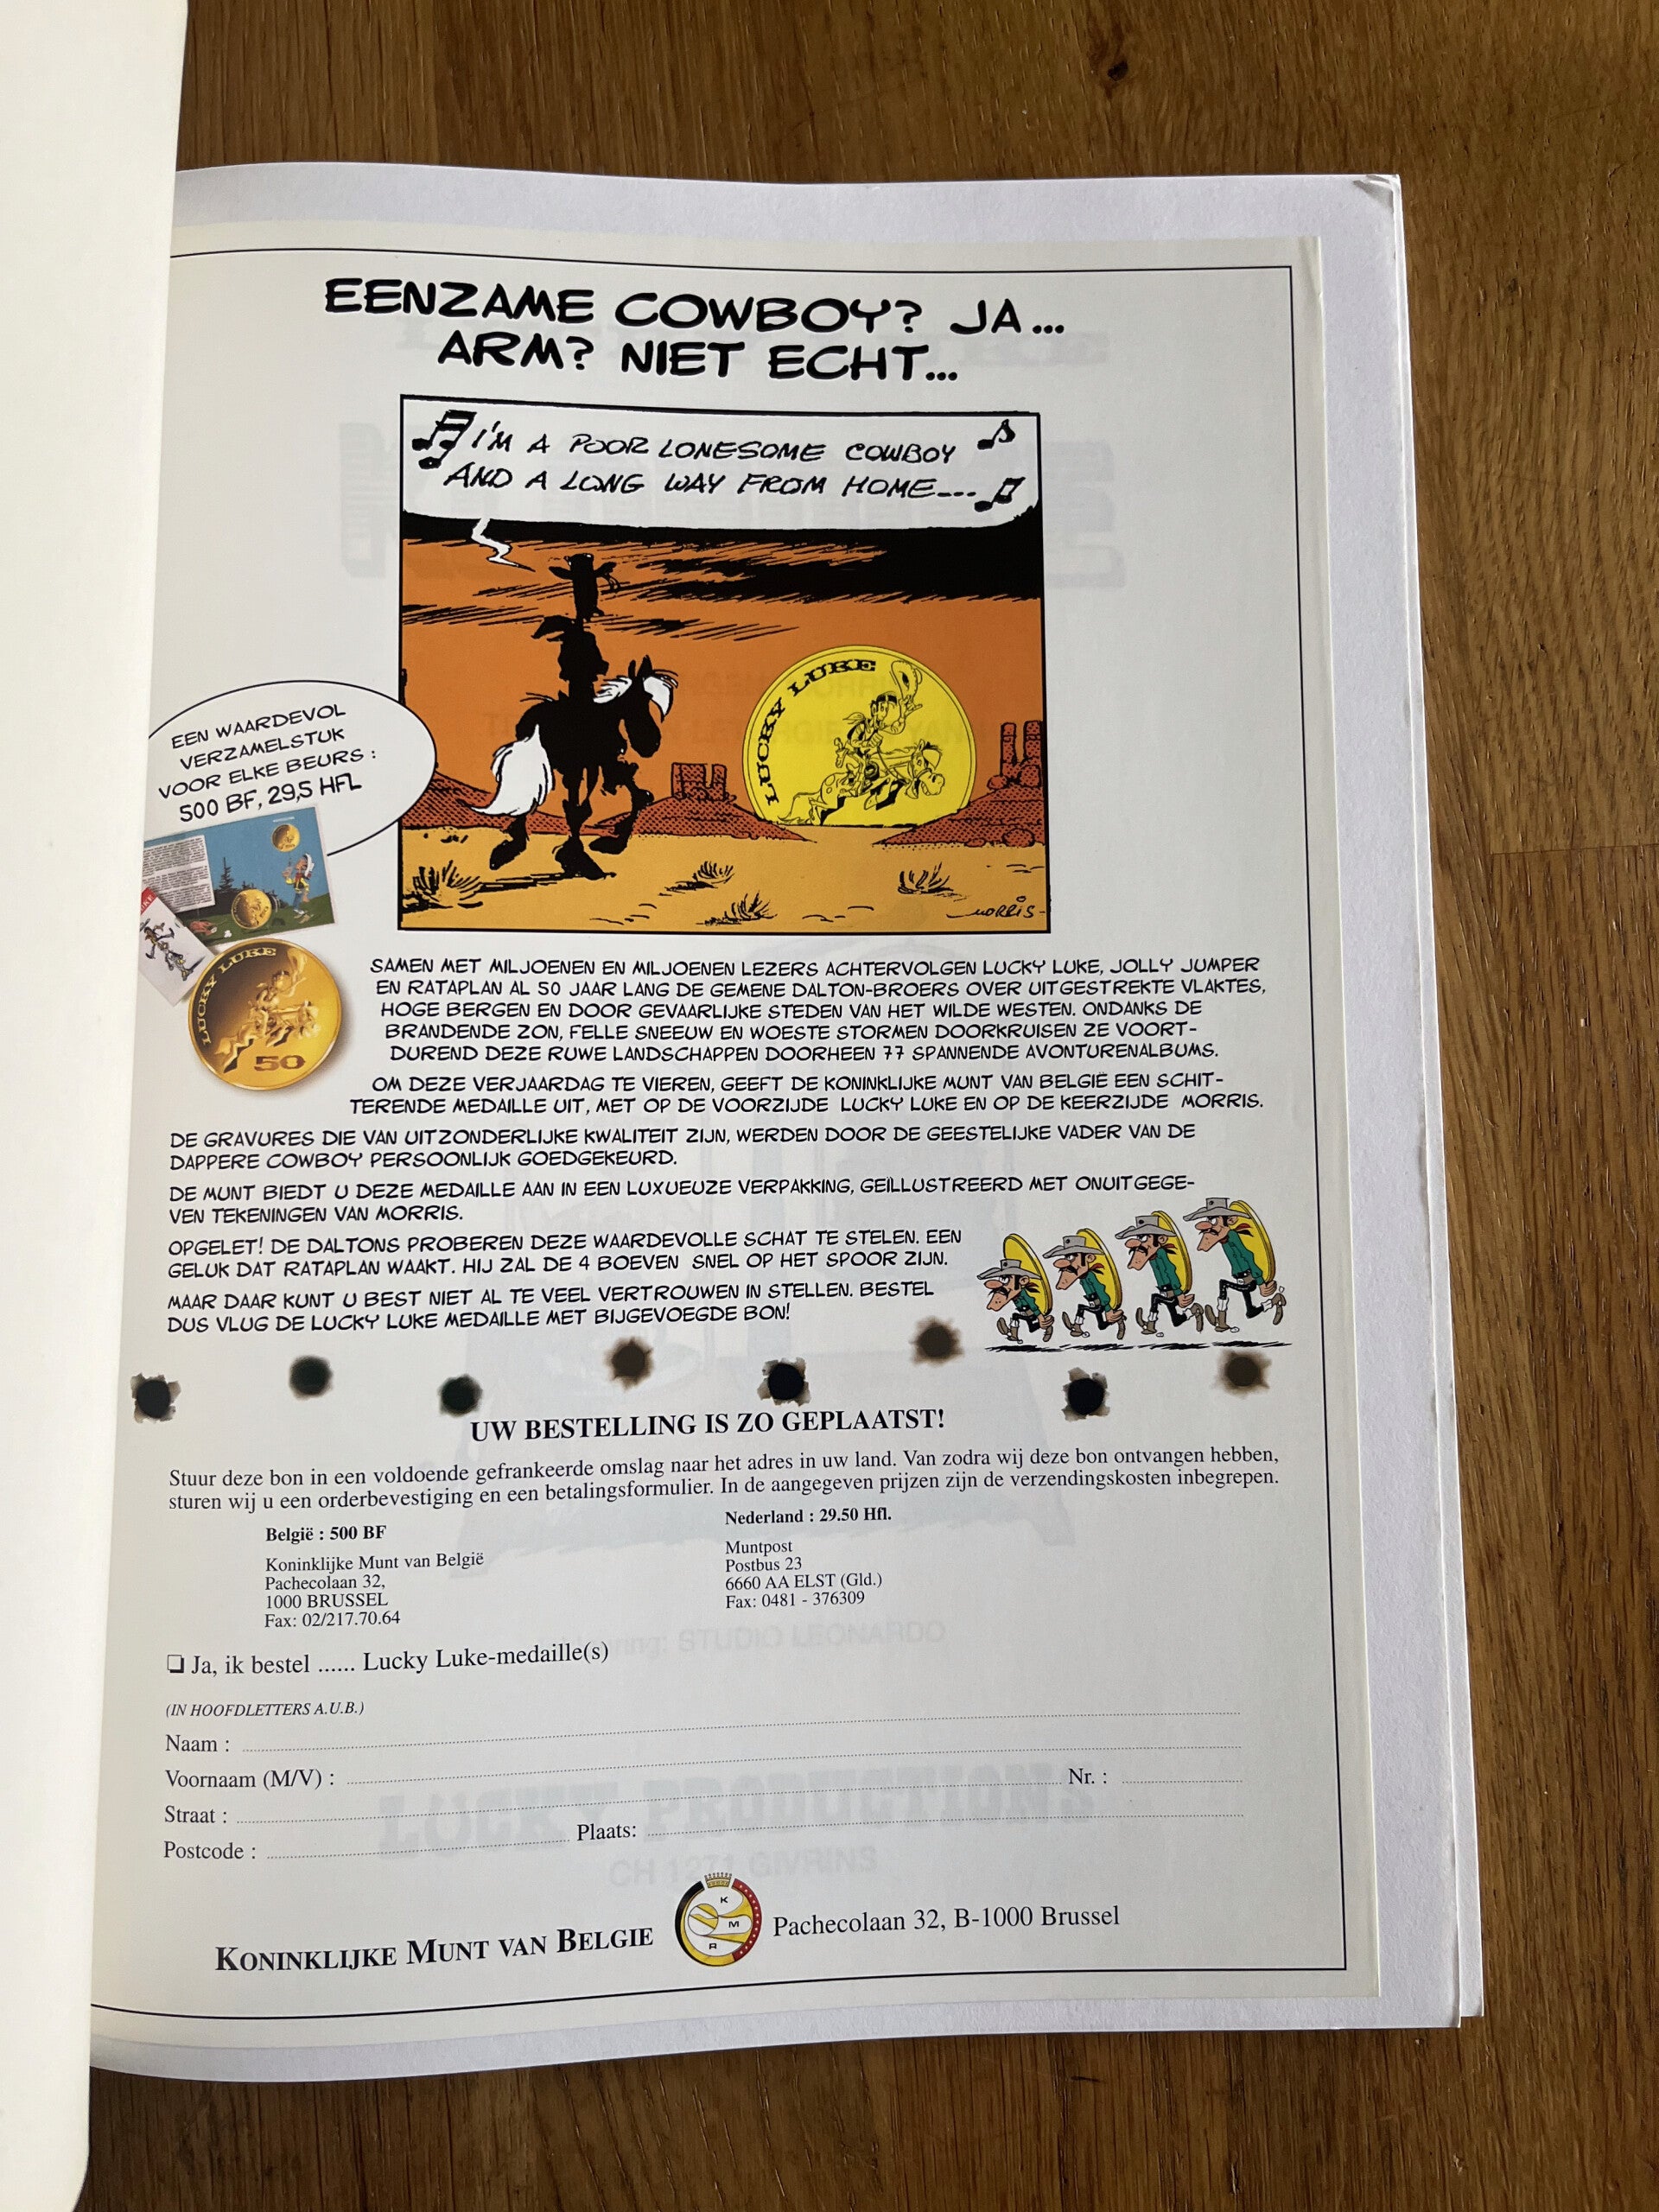 EENZAME COWBOY? JA...
ARM? NIET ECHT...
I'M A POOR LONESOME COWBOY
AND A LONG WAY FROM HOME....
LUCKY LUKE
MORRIS-
EEN WAARDEVOL
VERZAMELSTUK
VOOR ELKE BEURS :
500 BF, 29,5 HFL
LUCKY LUKE
50
SAMEN MET MILJOENEN EN MILJOENEN LEZERS ACHTERVOLGEN LUCKY LUKE, JOLLY JUMPER
EN RATAPLAN AL 50 JAAR LANG DE GEMENE DALTON-BROERS OVER UITGESTREKTE VLAKTES,
HOGE BERGEN EN DOOR GEVAARLIJKE STEDEN VAN HET WILDE WESTEN. ONDANKS DE
BRANDENDE ZON, FELLE SNEEUW EN WOESTE STORMEN DOORKRUISEN ZE VOORT-
DUREND DEZE RUWE LANDSCHAPPEN DOORHEEN 77 SPANNENDE AVONTURENALBUMS.
OM DEZE VERJAARDAG TE VIEREN, GEEFT DE KONINKLIJKE MUNT VAN BELGIË EEN SCHIT-
TERENDE MEDAILLE UIT, MET OP DE VOORZIJDE LUCKY LUKE EN OP DE KEERZIJDE MORRIS.
DE GRAVURES DIE VAN UITZONDERLIJKE KWALITEIT ZIJN, WERDEN DOOR DE GEESTELIJKE VADER VAN DE
DAPPERE COWBOY PERSOONLIJK GOEDGEKEURD.
DE MUNT BIEDT U DEZE MEDAILLE AAN IN EEN LUXUEUZE VERPAKKING, GEÏLLUSTREERD MET ONUITGEGE-
VEN TEKENINGEN VAN MORRIS.
OPGELET! DE DALTONS PROBEREN DEZE WAARDEVOLLE SCHAT TE STELEN. EEN
GELUK DAT RATAPLAN WAAKT. HIJ ZAL DE 4 BOEVEN SNEL OP HET SPOOR ZIJN.
MAAR DAAR KUNT U BEST NIET AL TE VEEL VERTROUWEN IN STELLEN. BESTEL
DUS VLUG DE LUCKY LUKE MEDAILLE MET BIJGEVOEGDE BON!
UW BESTELLING IS ZO GEPLAATST!
Stuur deze bon in een voldoende gefrankeerde omslag naar het adres in uw land. Van zodra wij deze bon ontvangen hebben,
sturen wij u een orderbevestiging en een betalingsformulier. In de aangegeven prijzen zijn de verzendingskosten inbegrepen.
België : 500 BF
Koninklijke Munt van België
Pachecolaan 32,
1000 BRUSSEL
Fax: 02/217.70.64
Nederland : 29.50 Hfl.
Muntpost
Postbus 23
6660 AA ELST (Gld.)
Fax: 0481 - 376309
❏ Ja, ik bestel ...... Lucky Luke-medaille(s)
(IN HOOFDLETTERS A.U.B.)
Naam :
Voornaam (M/V) :
Straat : Nr. :
Postcode : Plaats:
KONINKLIJKE MUNT VAN BELGIE
K
M
R
Pachecolaan 32, B-1000 Brussel